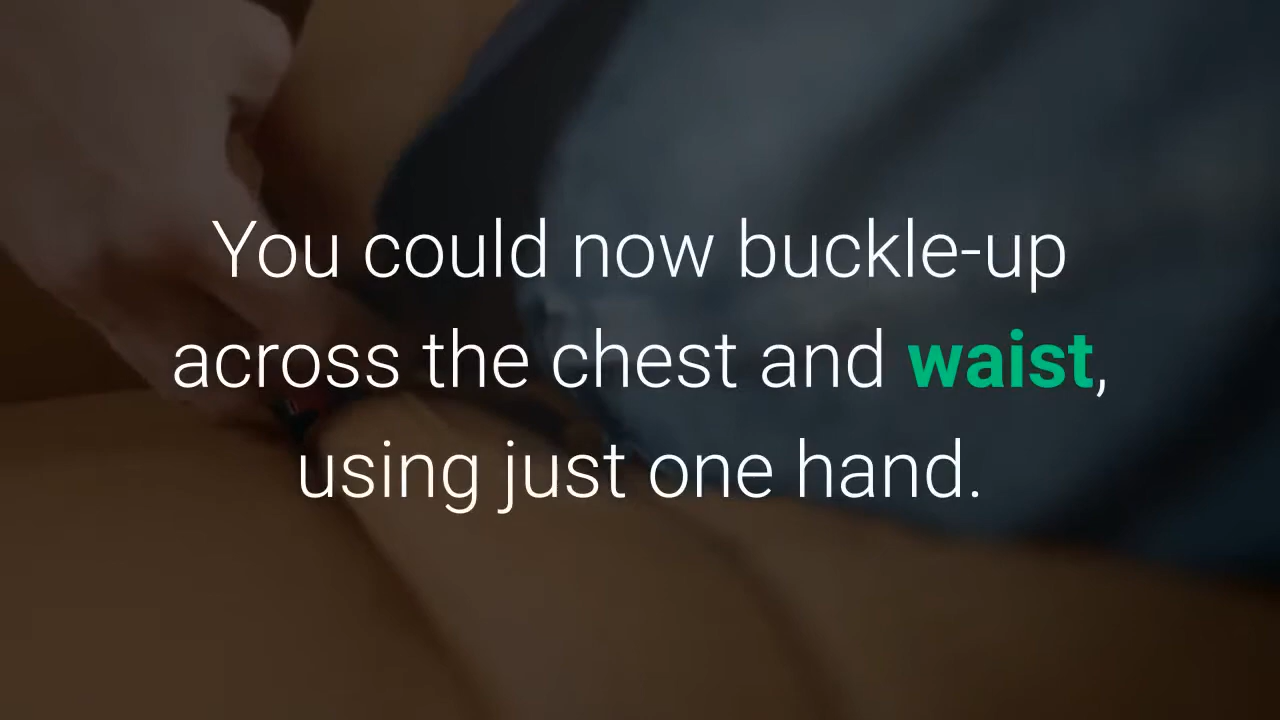 You could now buckle-up
across the chest and waist,
using just one hand.